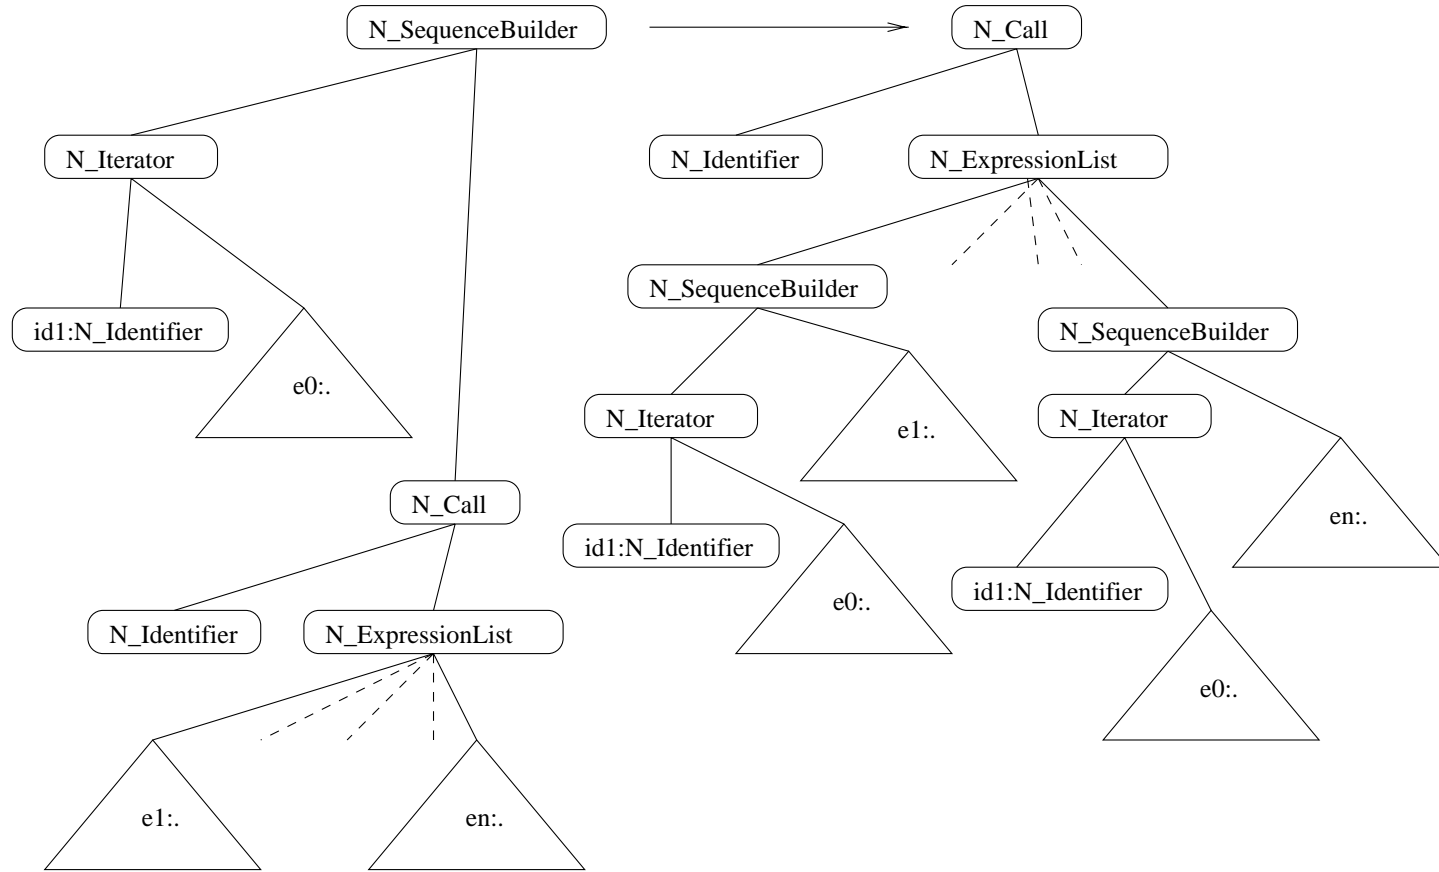 N_SequenceBuilder
N_Call
N_Iterator
N_Identifier
N_ExpressionList
id1:N_Identifier
e0:.
N_SequenceBuilder
N_SequenceBuilder
N_Iterator
e1:.
N_Iterator
N_Call
id1:N_Identifier
e0:.
en:.
id1:N_Identifier
N_Identifier
N_ExpressionList
e0:.
e1:.
en:.